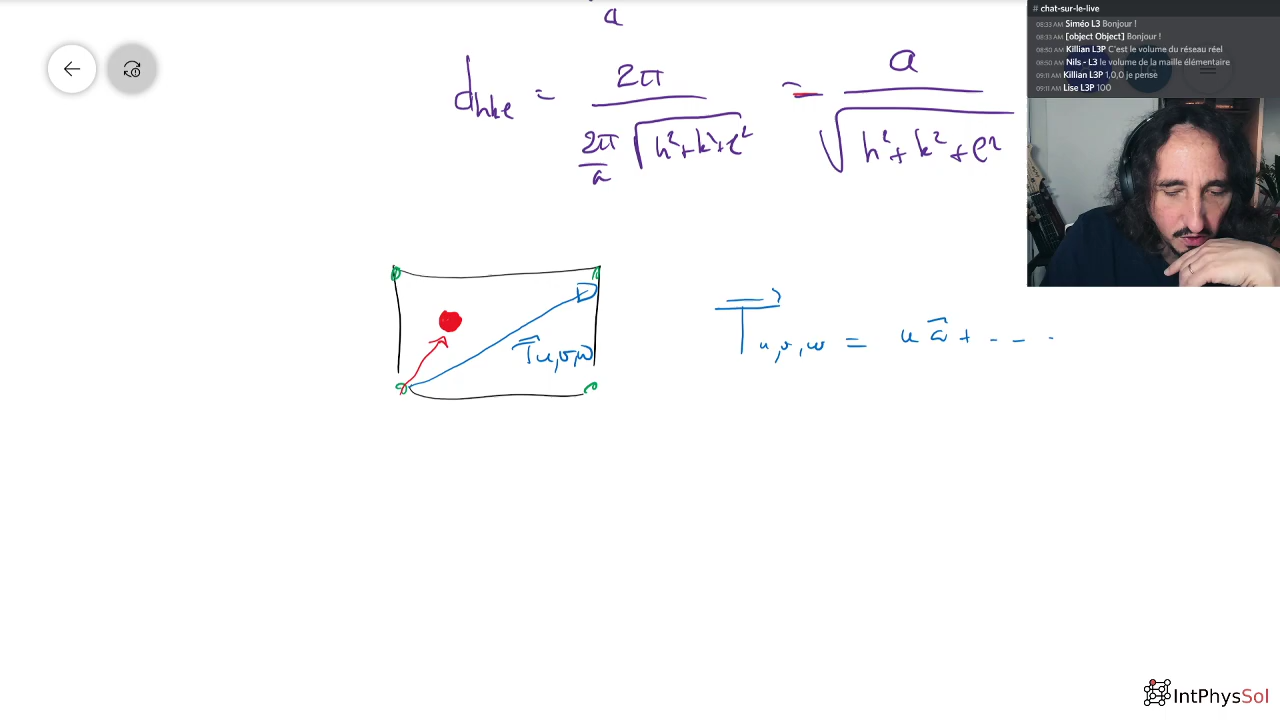 a
d_hkl = 2π / (2π/a √h²+k²+l²) = a / √h²+k²+l²
T⃗ u,v,w
T⃗ u,v,w = u a⃗ + - - -
# chat-sur-le-live
08:33 AM Siméo L3 Bonjour !
08:33 AM [object Object] Bonjour !
08:50 AM Killian L3P C'est le volume du réseau réel
08:50 AM Nils - L3 le volume de la maille élémentaire
09:11 AM Killian L3P 1,0,0 je pense
09:11 AM Lise L3P 100
IntPhysSol